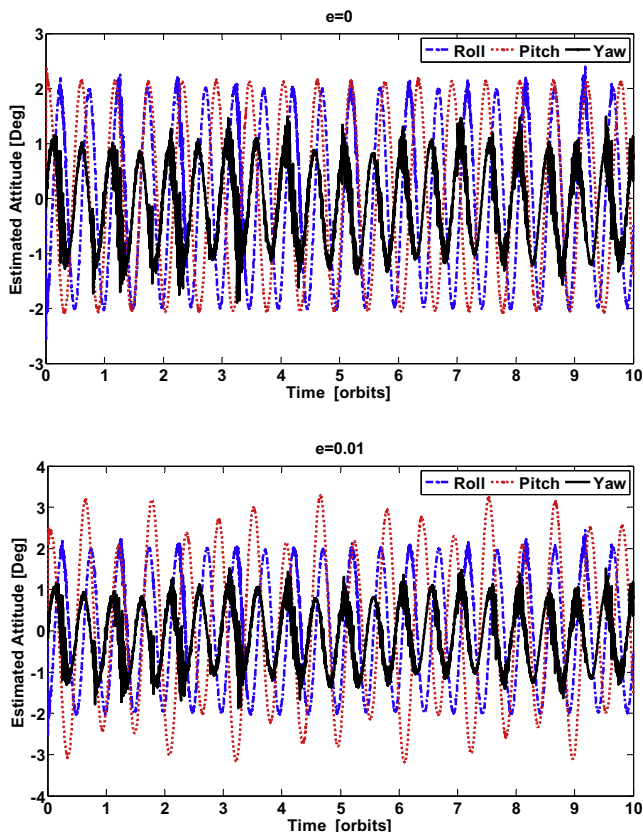 e=0
Roll Pitch Yaw
Estimated Attitude [Deg]
3
2
1
0
-1
-2
-3
0 1 2 3 4 5 6 7 8 9 10
Time [orbits]
e=0.01
Roll Pitch Yaw
Estimated Attitude [Deg]
4
3
2
1
0
-1
-2
-3
-4
0 1 2 3 4 5 6 7 8 9 10
Time [orbits]